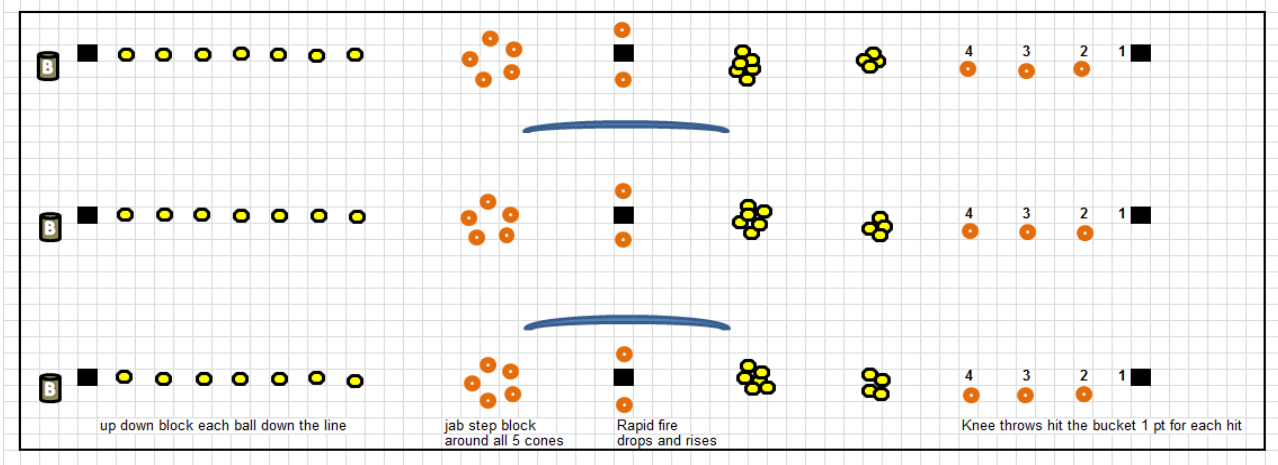 B
4 3 2 1
B
4 3 2 1
B
4 3 2 1
up down block each ball down the line
jab step block
around all 5 cones
Rapid fire
drops and rises
Knee throws hit the bucket 1 pt for each hit